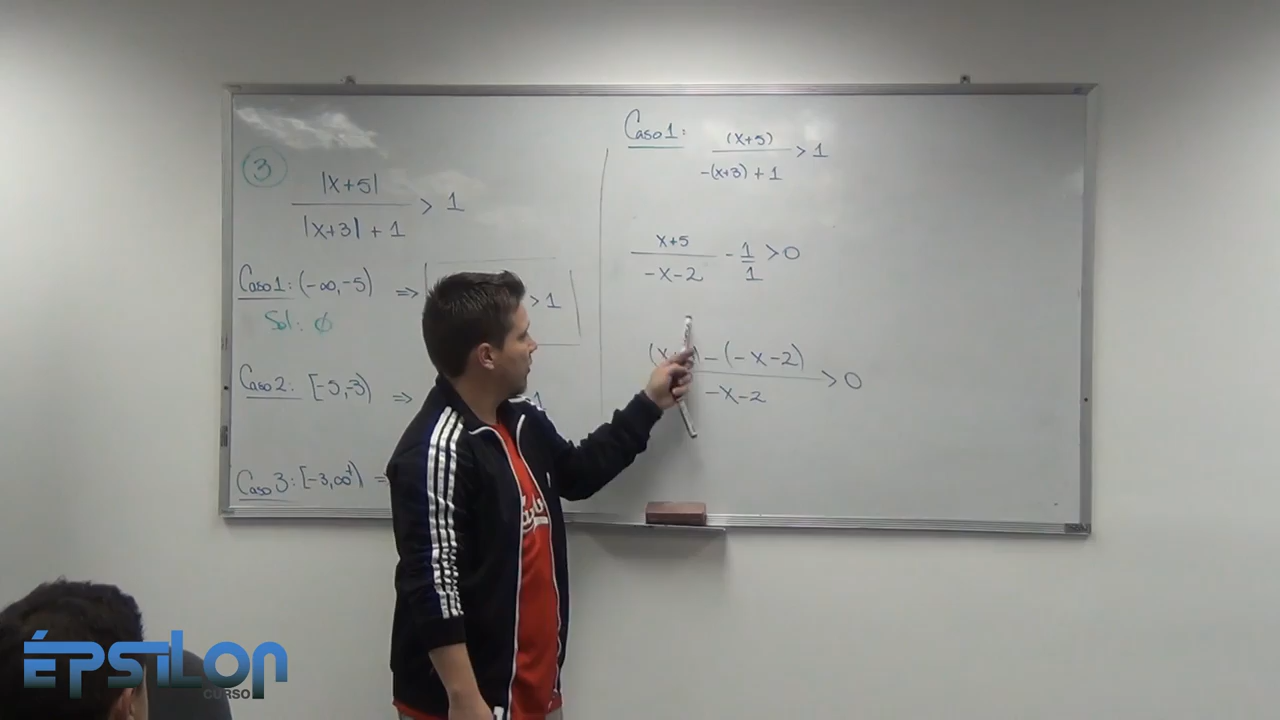 3
|x+5|
|x+3| + 1
> 1
Caso 1: (-∞, -5) ⇒
> 1
Sol: ∅
Caso 2: [-5, -3) ⇒
1
Caso 3: [-3, ∞⁺) ⇒
Caso 1:
(x+5)
-(x+3) + 1
> 1
x+5
-x-2
- 1
1
> 0
(x ) - (-x-2)
-x-2
> 0
ÉPSILON
CURSO